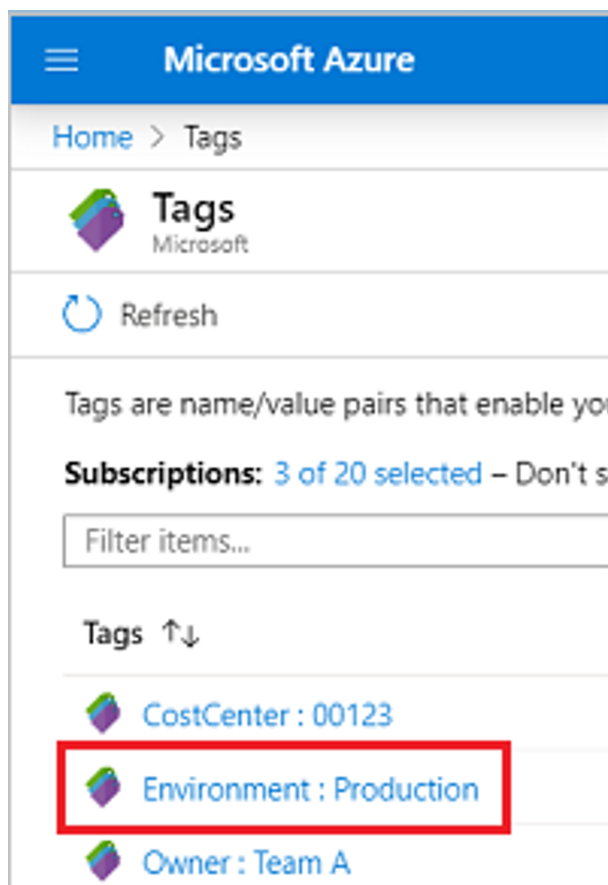 Microsoft Azure
Home > Tags
Tags
Microsoft
Refresh
Tags are name/value pairs that enable
Subscriptions: 3 of 20 selected – Don't
Filter items...
Tags ↑↓
CostCenter : 00123
Environment : Production
Owner : Team A